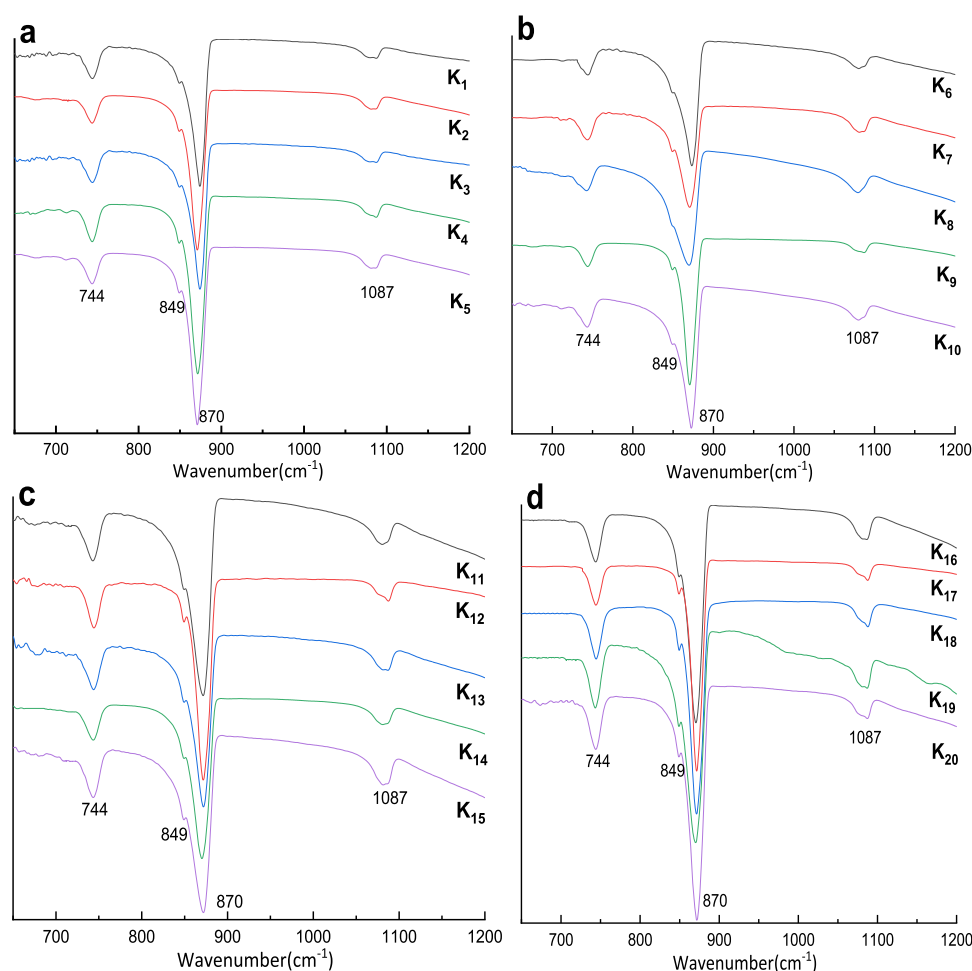 a
K1
K2
K3
K4
K5
744
849
1087
870
700 800 900 1000 1100 1200
Wavenumber(cm-1)
b
K6
K7
K8
K9
K10
744
849
1087
870
700 800 900 1000 1100 1200
Wavenumber(cm-1)
c
K11
K12
K13
K14
K15
744
849
1087
870
700 800 900 1000 1100 1200
Wavenumber(cm-1)
d
K16
K17
K18
K19
K20
744
849
1087
870
700 800 900 1000 1100 1200
Wavenumber(cm-1)